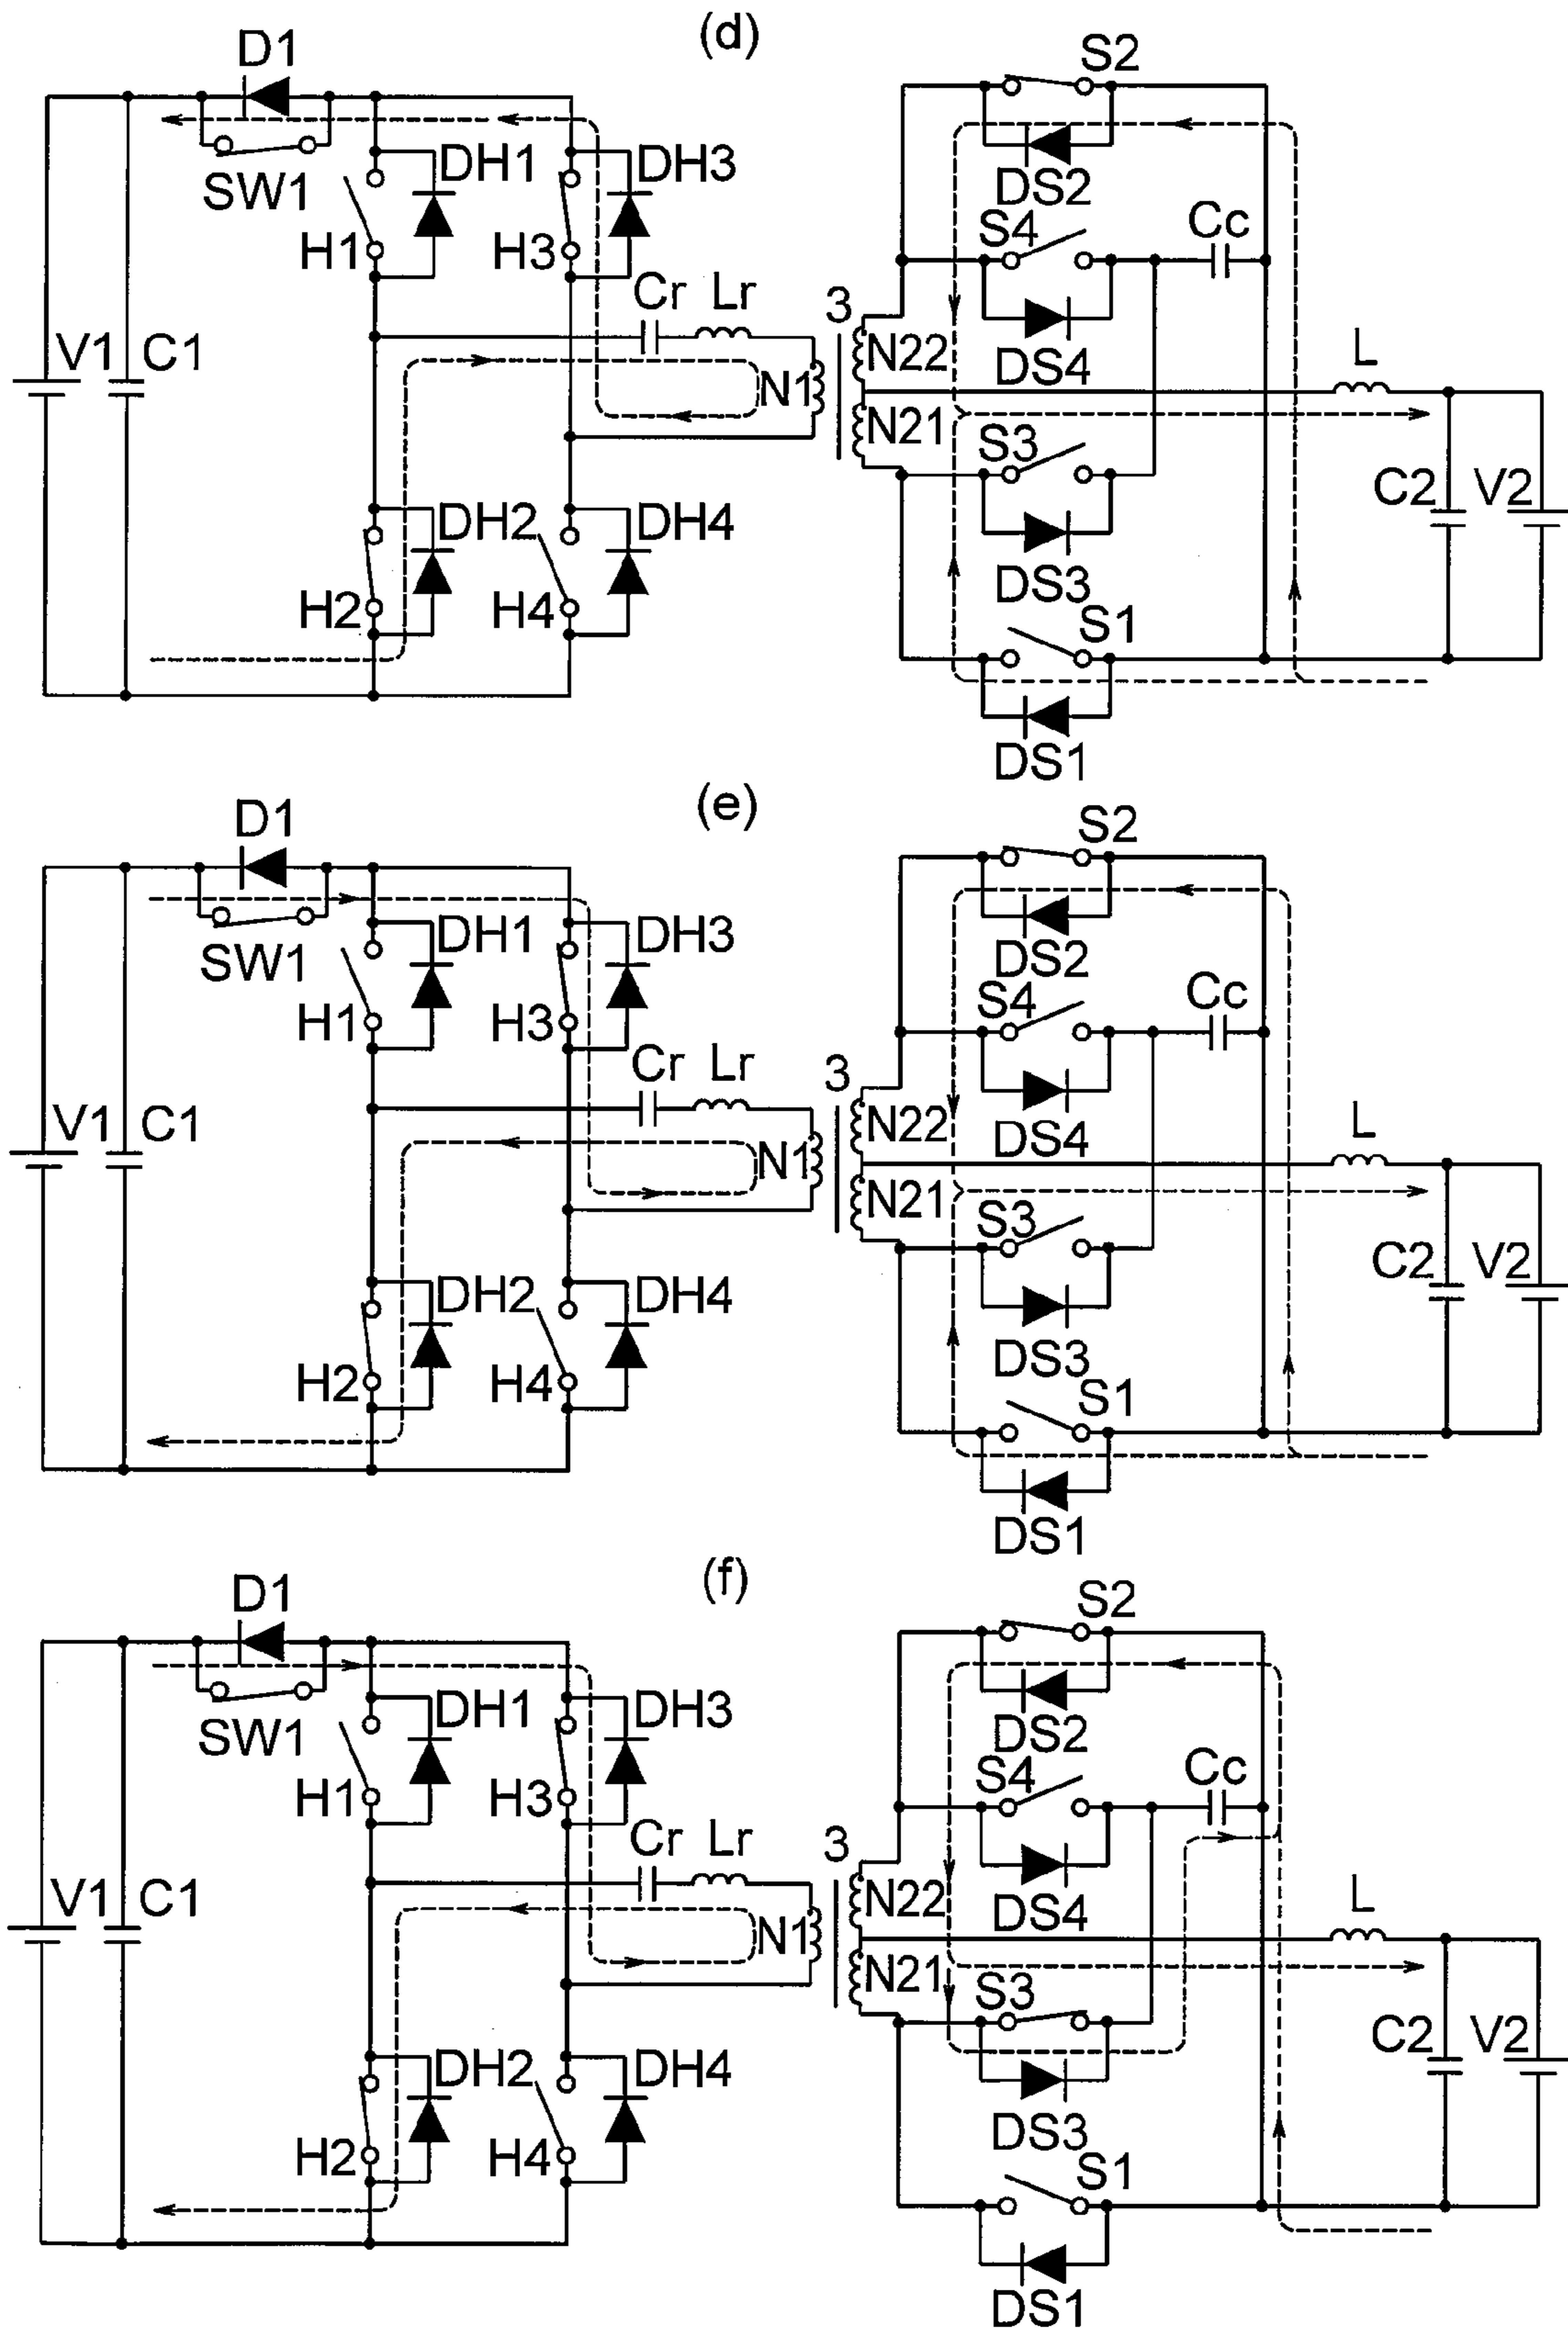 (d)
D1
S2
SW1
DH1
DH3
DS2
H1
H3
S4
Cc
Cr
Lr
3
V1
C1
N1
N22
DS4
L
N21
S3
C2
V2
DH2
DH4
DS3
H2
H4
S1
DS1
(e)
D1
S2
SW1
DH1
DH3
DS2
H1
H3
S4
Cc
Cr
Lr
3
V1
C1
N1
N22
DS4
L
N21
S3
C2
V2
DH2
DH4
DS3
H2
H4
S1
DS1
(f)
D1
S2
SW1
DH1
DH3
DS2
H1
H3
S4
Cc
Cr
Lr
3
V1
C1
N1
N22
DS4
L
N21
S3
C2
V2
DH2
DH4
DS3
H2
H4
S1
DS1